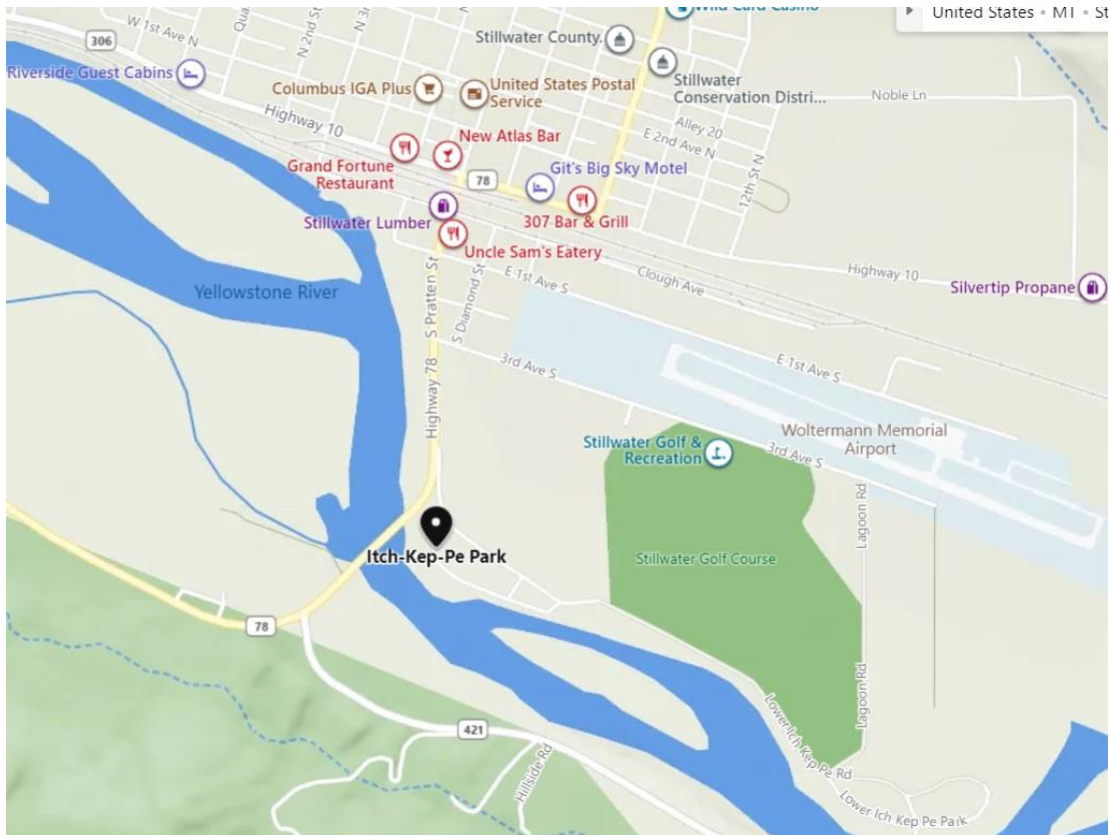 Wild Card Casino
United States • MT • St
W 1st Ave N
306
N 2nd St
N 3r
Stillwater County.
Riverside Guest Cabins
Columbus IGA Plus
United States Postal
Service
Stillwater
Conservation Distri...
Noble Ln
Highway 10
Alley 20
E 2nd Ave N
New Atlas Bar
Grand Fortune
Restaurant
78
Git's Big Sky Motel
12th St N
Stillwater Lumber
307 Bar & Grill
Uncle Sam's Eatery
E 1st Ave S
Clough Ave
Highway 10
Silvertip Propane
Yellowstone River
S Pratten St
S Diamond St
3rd Ave S
E 1st Ave S
Highway 78
Stillwater Golf &
Recreation
3rd Ave S
Woltermann Memorial
Airport
Lagoon Rd
Itch-Kep-Pe Park
Stillwater Golf Course
78
Lagoon Rd
421
Hillside Rd
Lower Ich Kep Pe Rd
Lower Ich Kep Pe Park